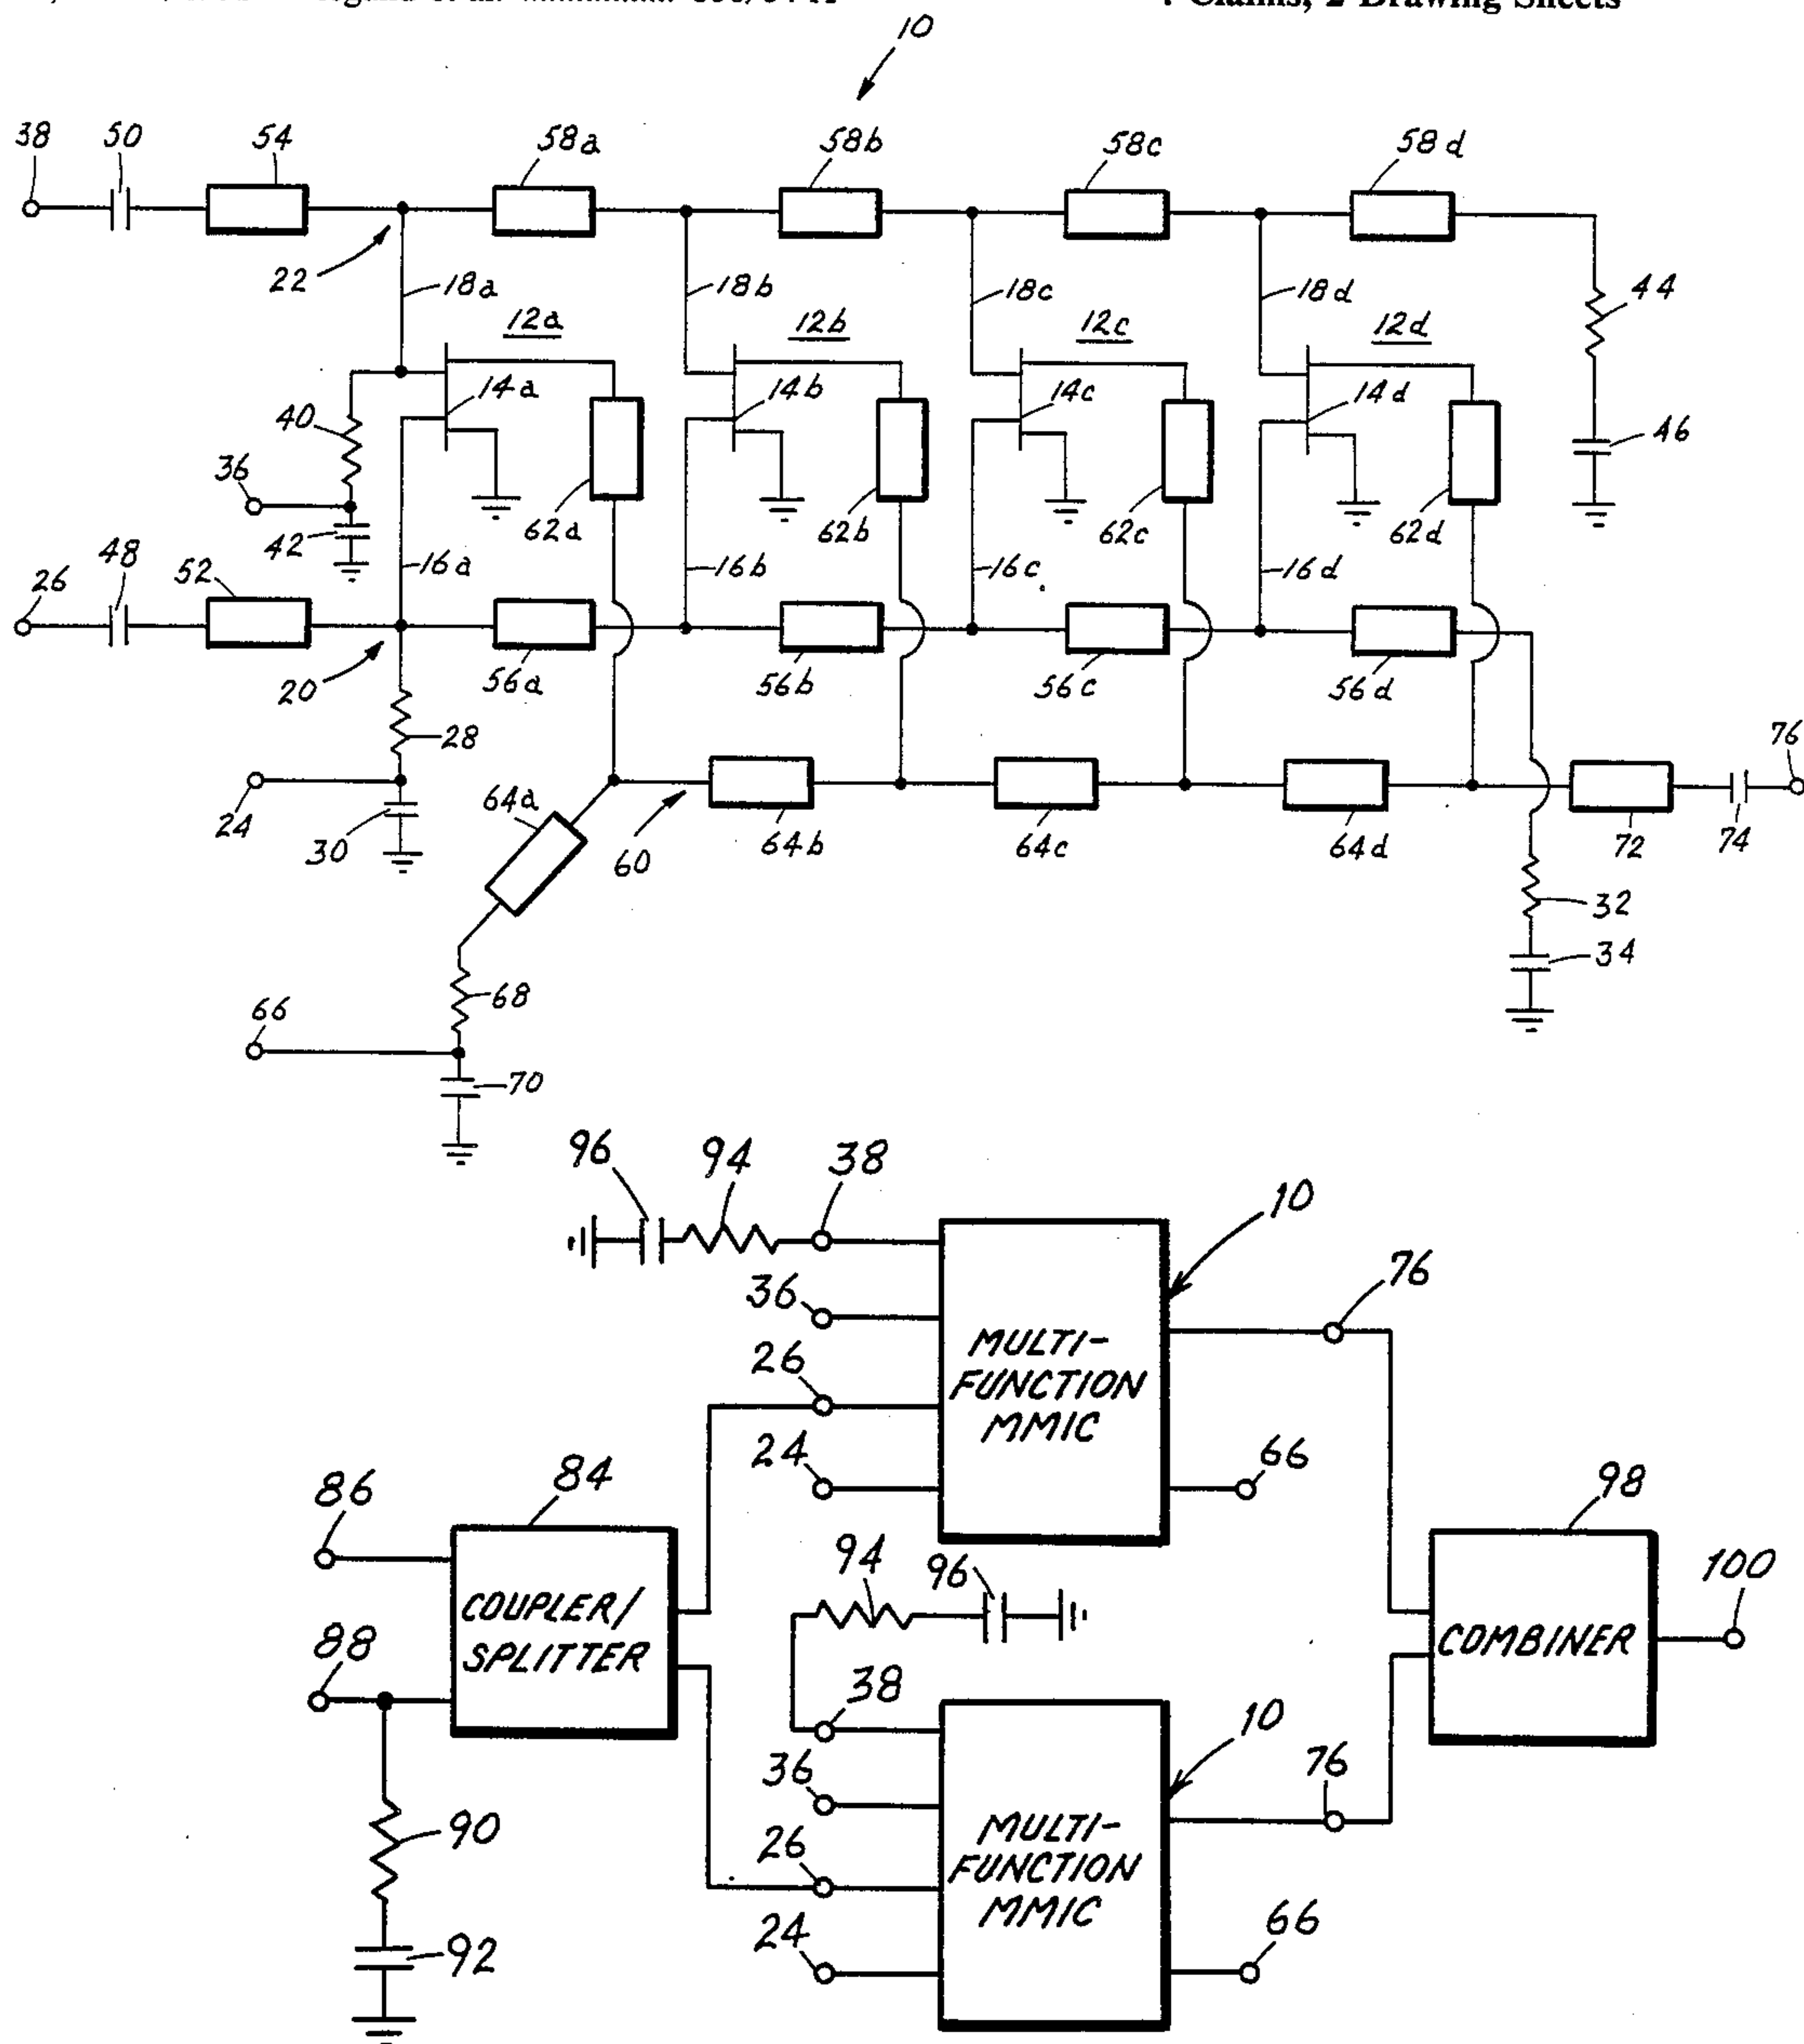 Claims, 2 Drawing Sheets
10
38 50 54 58a 58b 58c 58d
22 18a 18b 18c 18d 44
12a 12b 12c 12d
14a 14b 14c 14d
40 46
36 62a 62b 62c 62d
42
48 16a 16b 16c 16d
26 52
20 56a 56b 56c 56d
28 76
24 64a
30 60 64b 64c 64d 72 74
32
34
68
66
70
96 94 38 10
36 76
MULTI-
26 FUNCTION
MMIC
24 66
86 84 98
94 96 100
COUPLER/
88 SPLITTER COMBINER
38 10
36 76
90 MULTI-
26 FUNCTION
MMIC
92 24 66